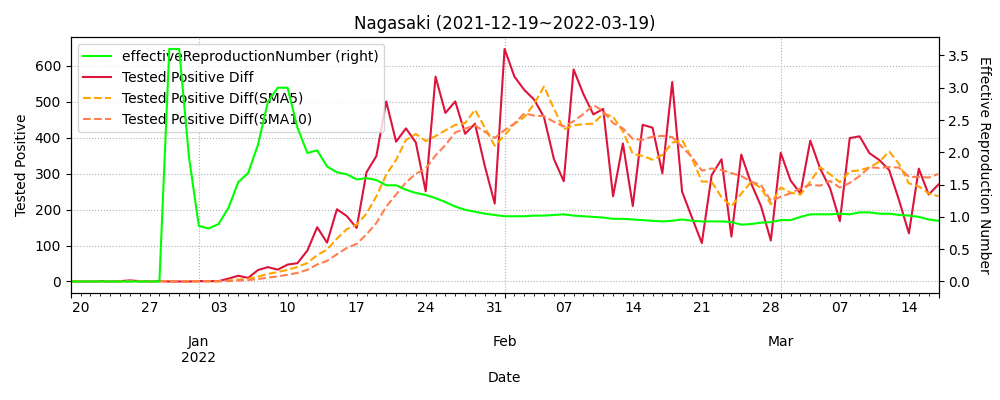 Nagasaki (2021-12-19~2022-03-19)
effectiveReproductionNumber (right)
Tested Positive Diff
Tested Positive Diff(SMA5)
Tested Positive Diff(SMA10)
Tested Positive
600
500
400
300
200
100
0
Effective Reproduction Number
3.5
3.0
2.5
2.0
1.5
1.0
0.5
0.0
20 27 03 10 17 24 31 07 14 21 28 07 14
Jan Feb Mar
2022
Date